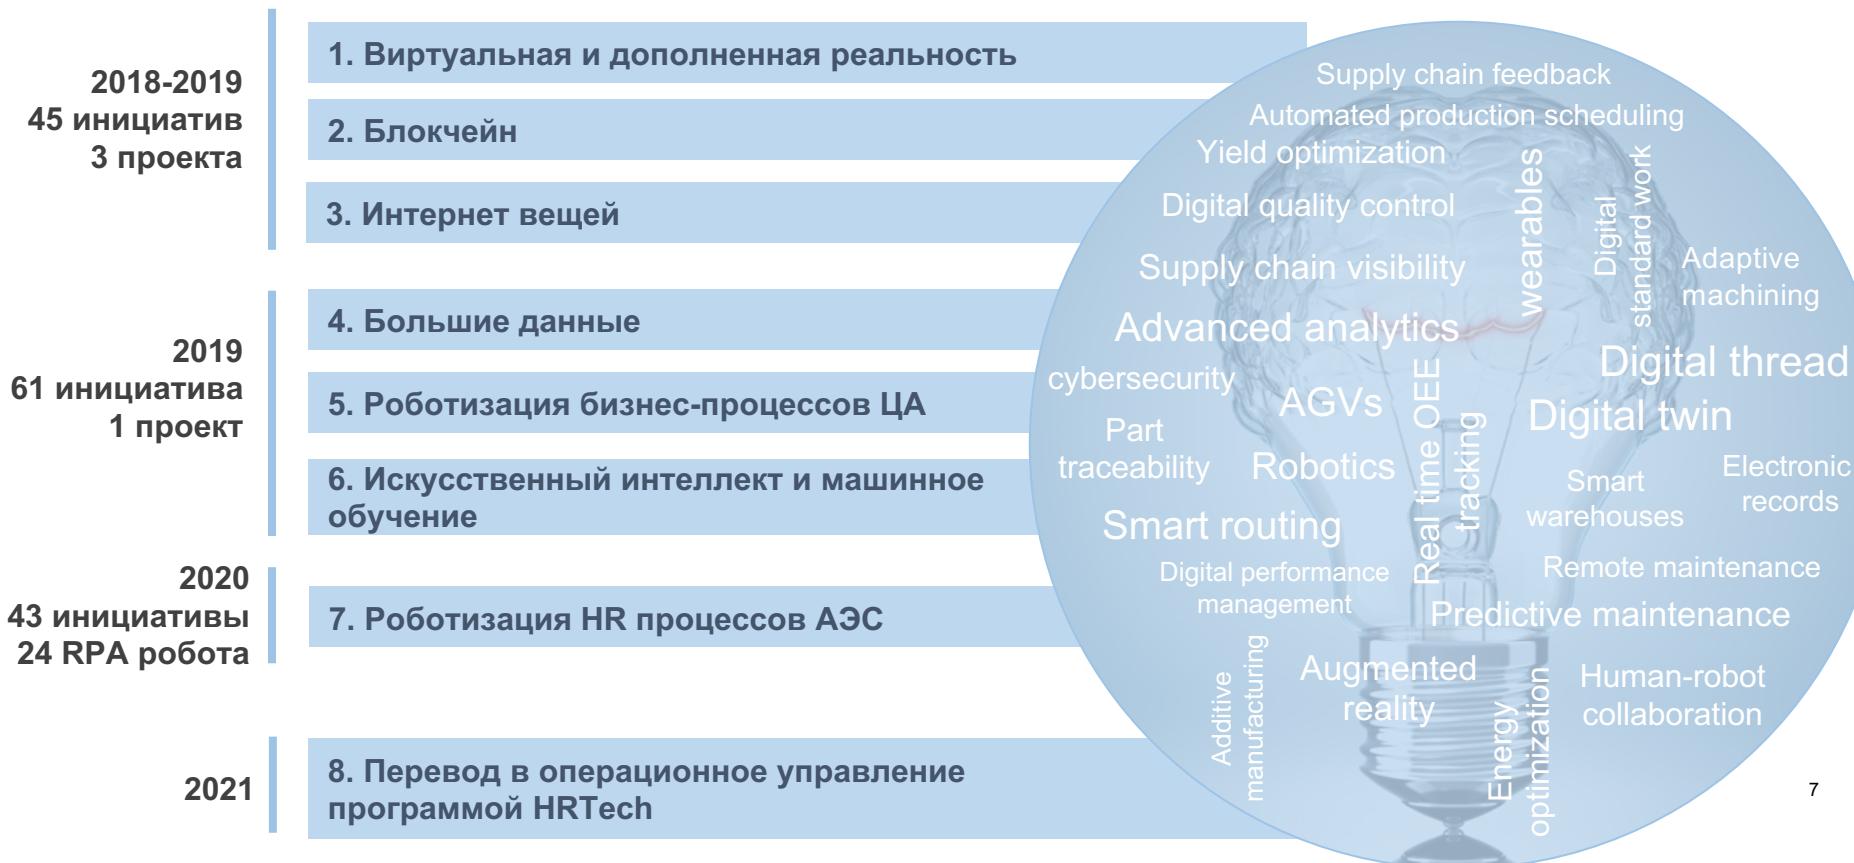 2018-2019
45 инициатив
3 проекта
1. Виртуальная и дополненная реальность
2. Блокчейн
3. Интернет вещей
2019
61 инициатива
1 проект
4. Большие данные
5. Роботизация бизнес-процессов ЦА
6. Искусственный интеллект и машинное
обучение
2020
43 инициативы
24 RPA робота
7. Роботизация HR процессов АЭС
2021
8. Перевод в операционное управление
программой HRTech
Supply chain feedback
Automated production scheduling
Yield optimization
Digital quality control
wearables
Digital
standard work
Supply chain visibility
Adaptive
machining
Advanced analytics
Digital thread
cybersecurity
AGVs
Real time OEE
tracking
Digital twin
Part
traceability
Robotics
Smart
warehouses
Electronic
records
Smart routing
Digital performance
management
Remote maintenance
Predictive maintenance
Additive
manufacturing
Augmented
reality
Energy
optimization
Human-robot
collaboration
7